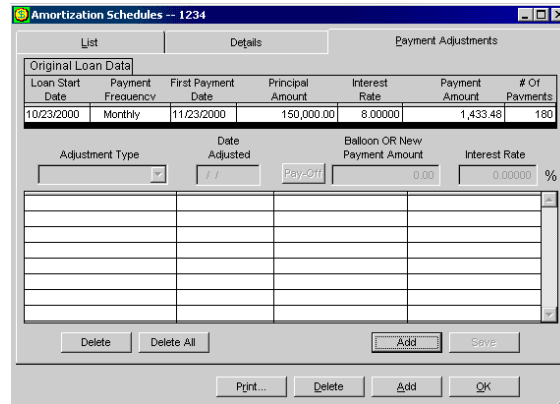 Amortization Schedules -- 1234
List Details Payment Adjustments
Original Loan Data
Loan Start Payment First Payment Principal Interest Payment # Of
Date Frequency Date Amount Rate Amount Payments
10/23/2000 Monthly 11/23/2000 150,000.00 8.00000 1,433.48 180
Date Balloon OR New
Adjustment Type Adjusted Payment Amount Interest Rate
/ / Pay-Off 0.00 0.00000 %
Delete Delete All Add Save
Print... Delete Add OK